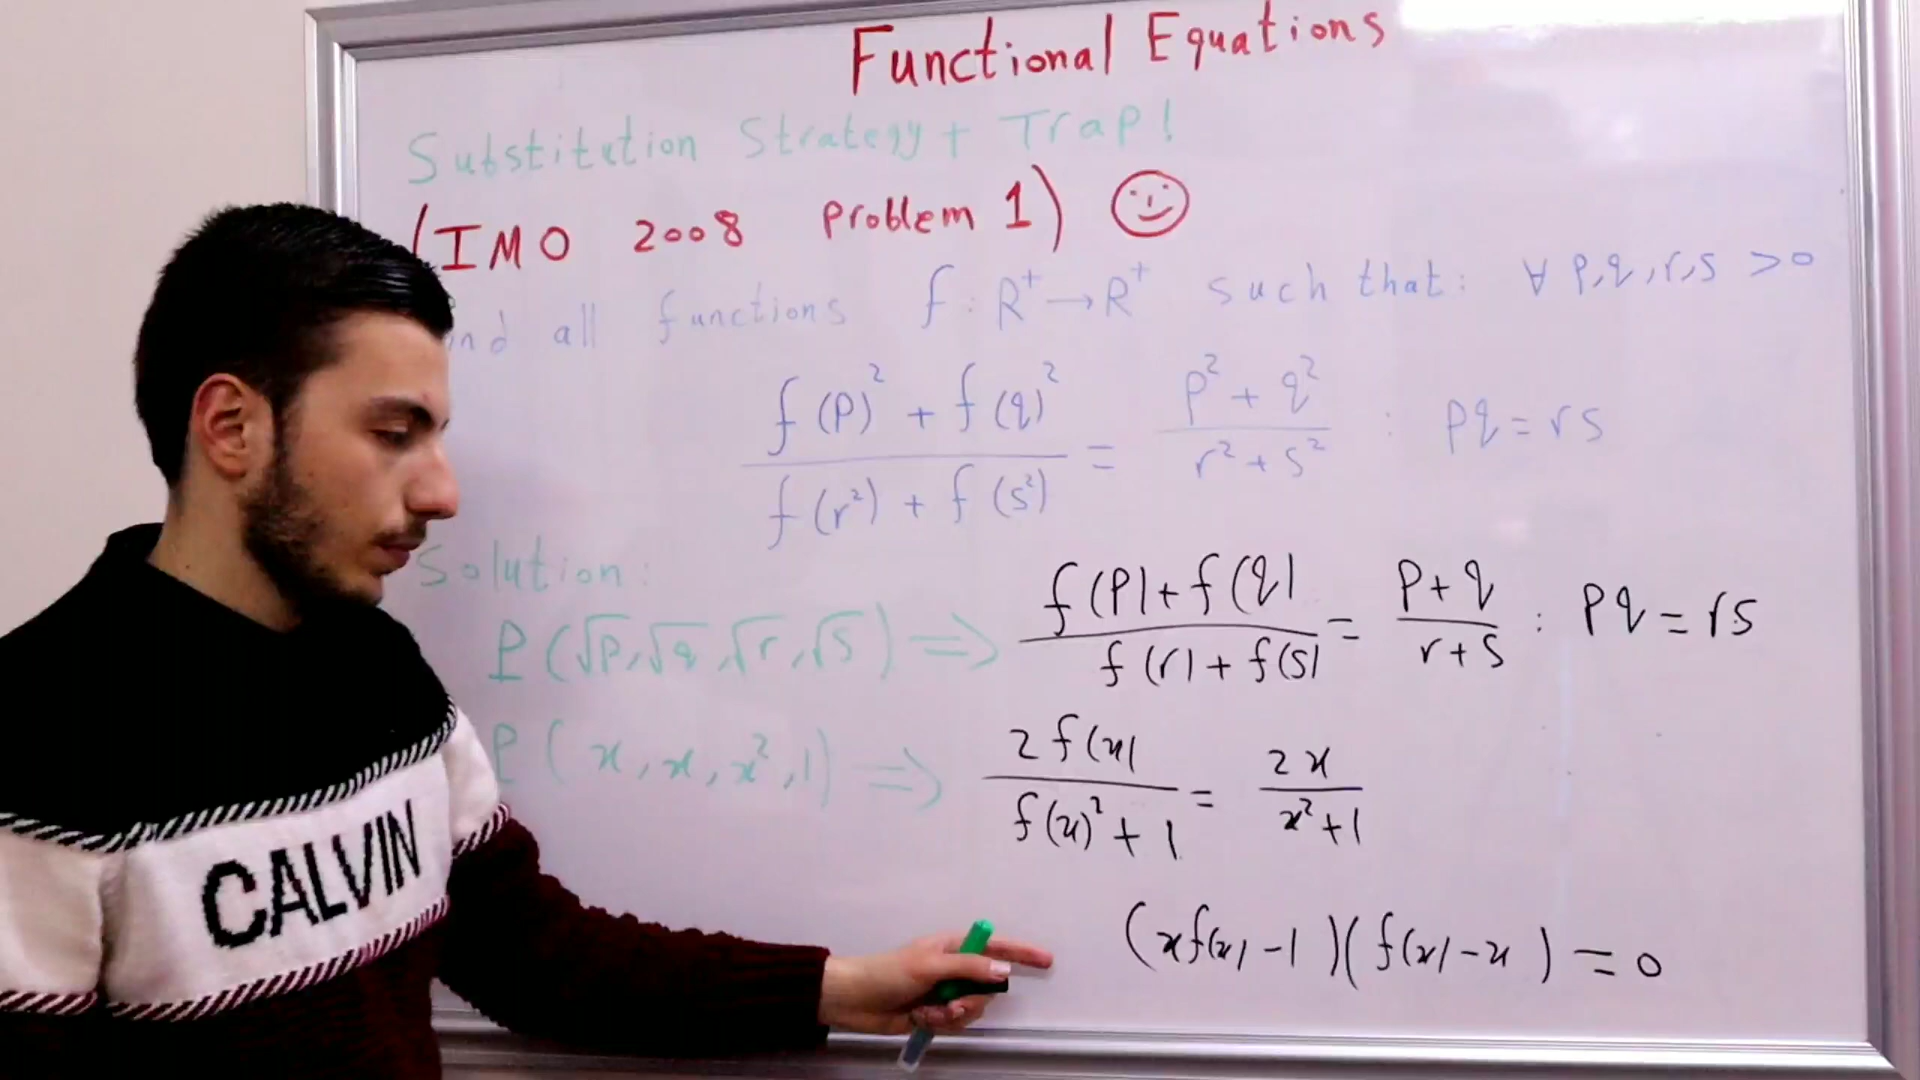 Functional Equations
Substitution Strategy + Trap!
(IMO 2008 problem 1)
all functions f : R⁺ → R⁺ such that: ∀ p,q,r,s > 0
f(p)² + f(q)² / f(r²) + f(s²) = p² + q² / r² + s² : pq = rs
Solution:
P(√p,√q,√r,√s) ⇒ f(p) + f(q) / f(r) + f(s) = p + q / r + s : pq = rs
P(x,x,x²,1) ⇒ 2f(x) / f(x)² + 1 = 2x / x² + 1
(xf(x) - 1)(f(x) - x) = 0
CALVIN